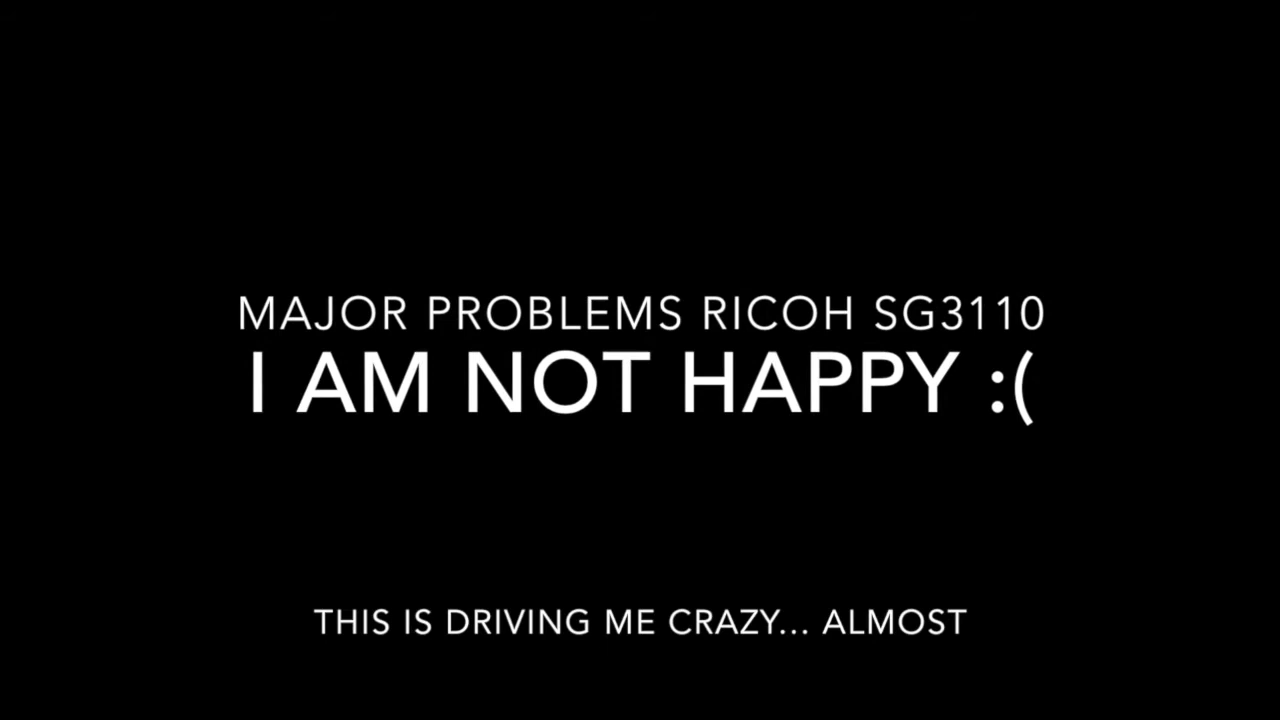 MAJOR PROBLEMS RICOH SG3110
I AM NOT HAPPY :(
THIS IS DRIVING ME CRAZY... ALMOST